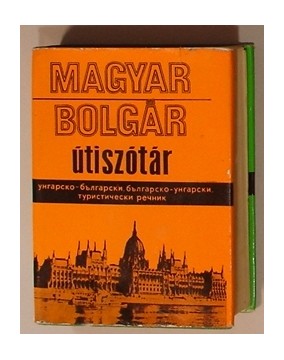 MAGYAR
BOLGÁR
útiszótár
унгарско-български, българско-унгарски,
туристически речник